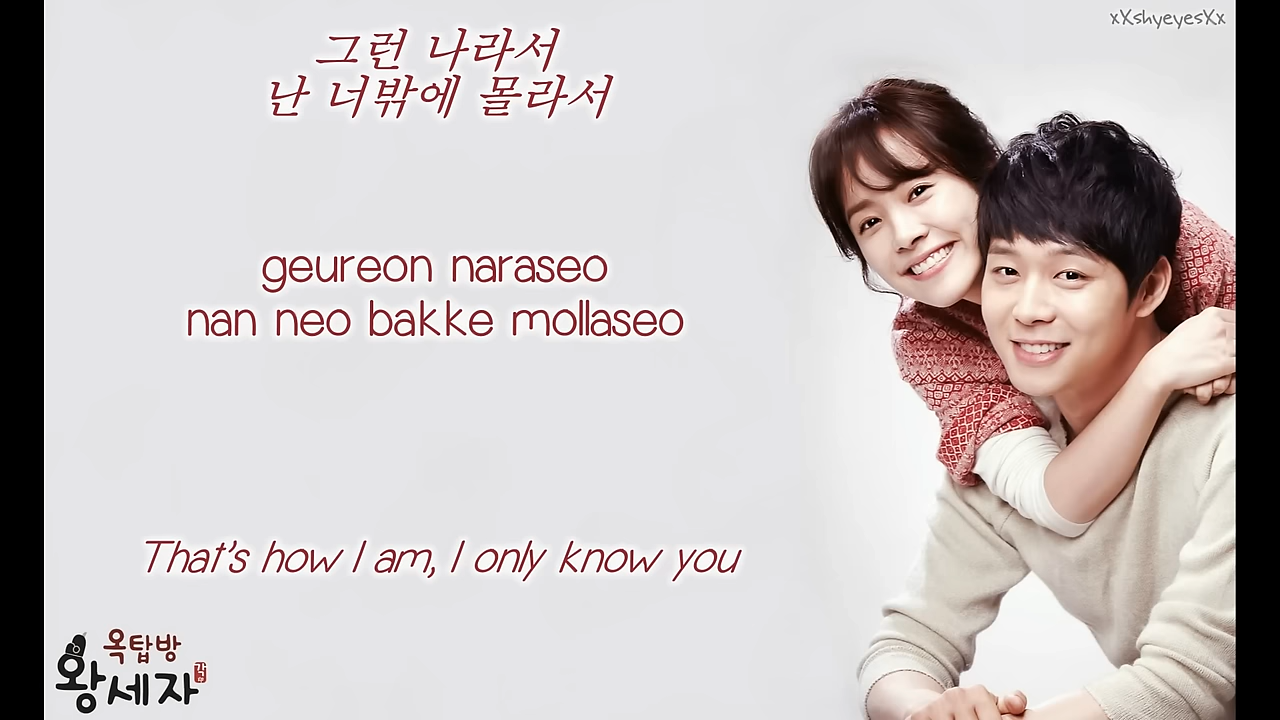 xXshyeyesXx
그런 나라서
난 너밖에 몰라서
geureon naraseo
nan neo bakke mollaseo
That's how I am, I only know you
옥탑방
왕세자